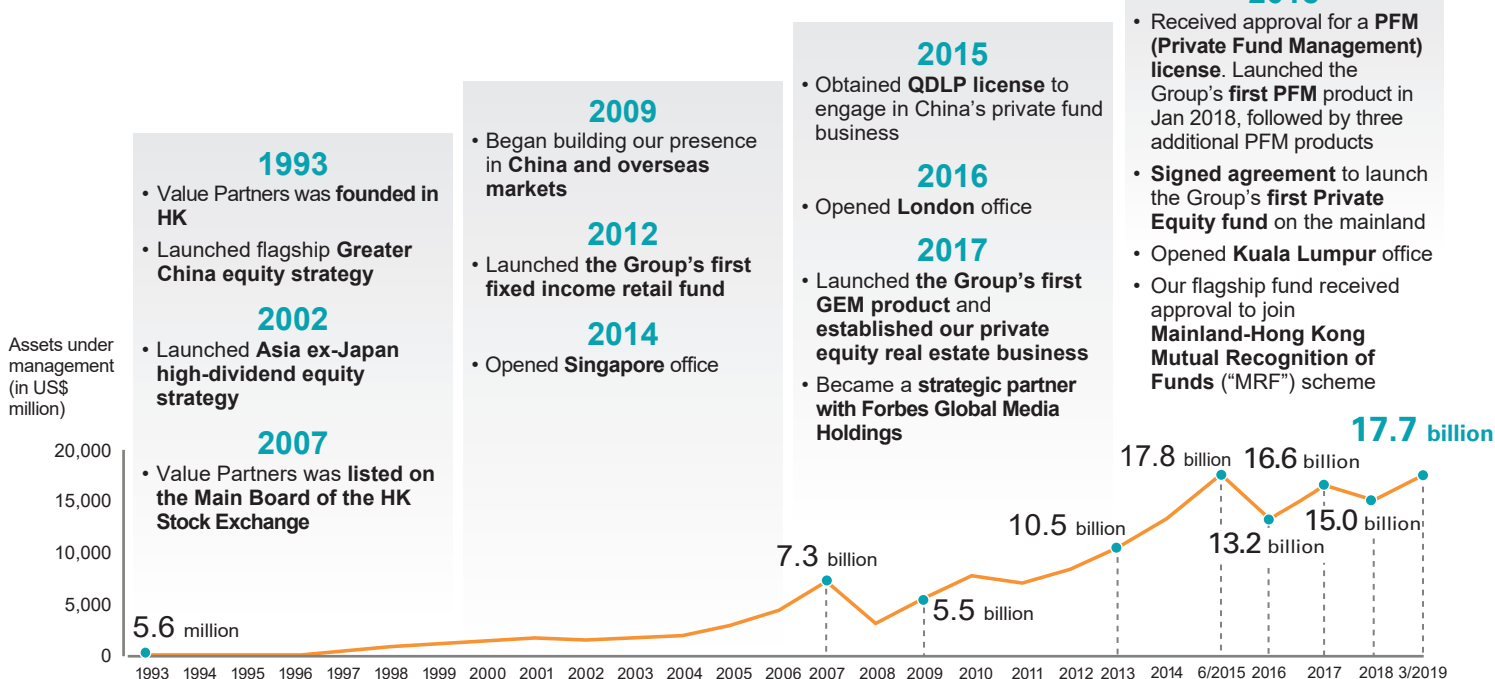 1993
• Value Partners was founded in
HK
• Launched flagship Greater
China equity strategy
2002
• Launched Asia ex-Japan
high-dividend equity
strategy
2007
• Value Partners was listed on
the Main Board of the HK
Stock Exchange
2009
• Began building our presence
in China and overseas
markets
2012
• Launched the Group's first
fixed income retail fund
2014
• Opened Singapore office
2015
• Obtained QDLP license to
engage in China's private fund
business
2016
• Opened London office
2017
• Launched the Group's first
GEM product and
established our private
equity real estate business
• Became a strategic partner
with Forbes Global Media
Holdings
• Received approval for a PFM
(Private Fund Management)
license. Launched the
Group's first PFM product in
Jan 2018, followed by three
additional PFM products
• Signed agreement to launch
the Group's first Private
Equity fund on the mainland
• Opened Kuala Lumpur office
• Our flagship fund received
approval to join
Mainland-Hong Kong
Mutual Recognition of
Funds (“MRF”) scheme
Assets under
management
(in US$
million)
20,000
15,000
10,000
5,000
0
5.6 million
7.3 billion
5.5 billion
10.5 billion
17.8 billion
13.2 billion
16.6 billion
15.0 billion
17.7 billion
1993 1994 1995 1996 1997 1998 1999 2000 2001 2002 2003 2004 2005 2006 2007 2008 2009 2010 2011 2012 2013 2014 6/2015 2016 2017 2018 3/2019